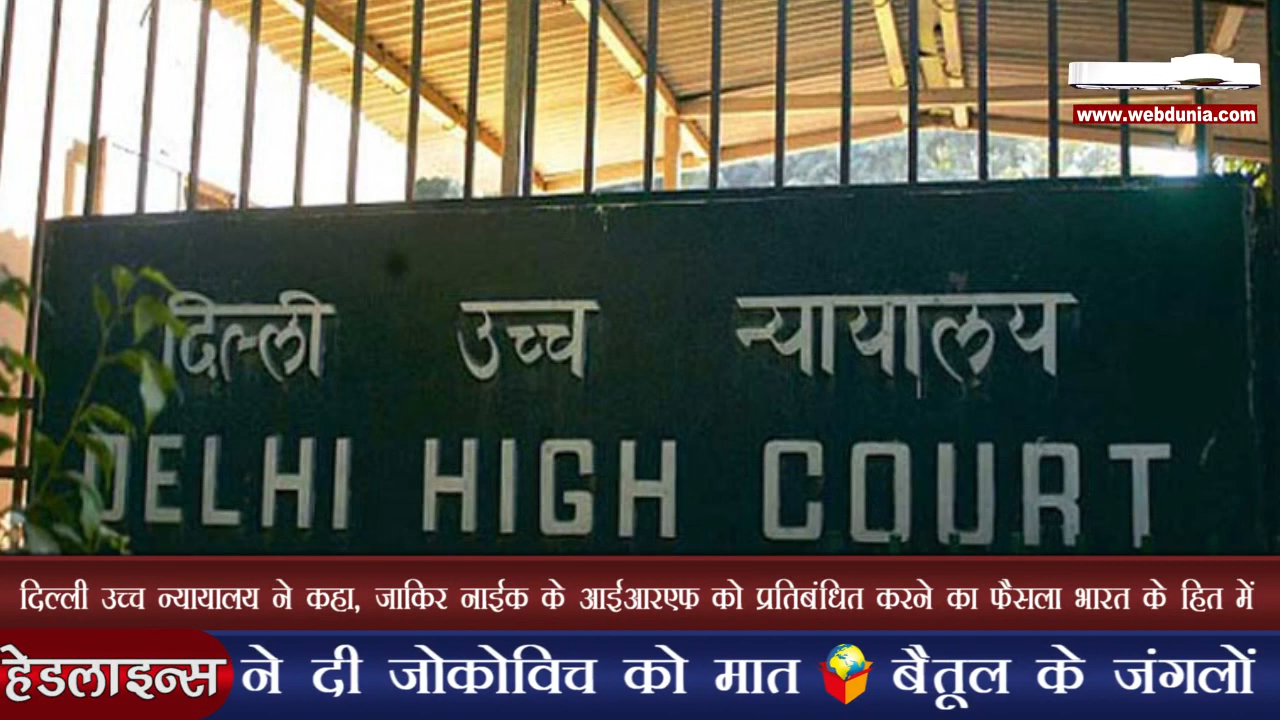 www.webdunia.com
दिल्ली उच्च न्यायालय
DELHI HIGH COURT
दिल्ली उच्च न्यायालय ने कहा, जाकिर नाईक के आईआरएफ को प्रतिबंधित करने का फैसला भारत के हित में
हेडलाइन्स ने दी जोकोविच को मात बैतूल के जंगलों